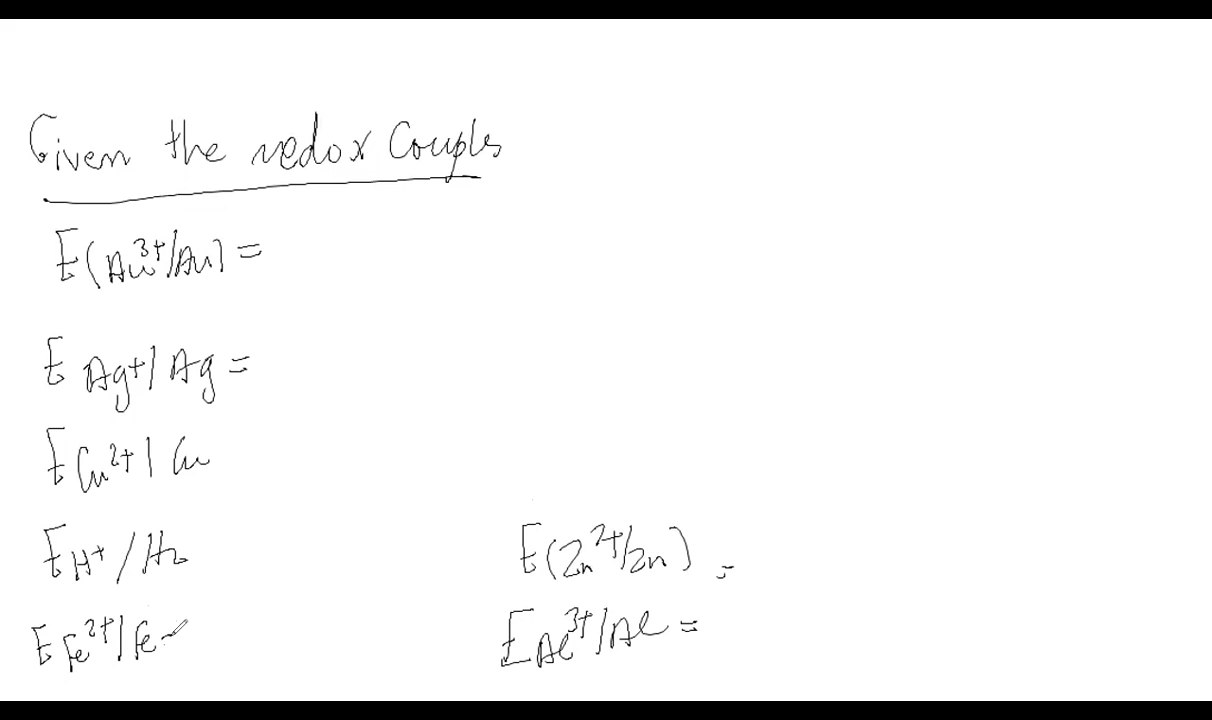 Given the redox Couples
E(Au³⁺/Au) =
E Ag⁺/Ag =
E Cu²⁺/Cu
E H⁺/H₂
E(Zn²⁺/Zn) =
E Fe²⁺/Fe =
E Al³⁺/Al =